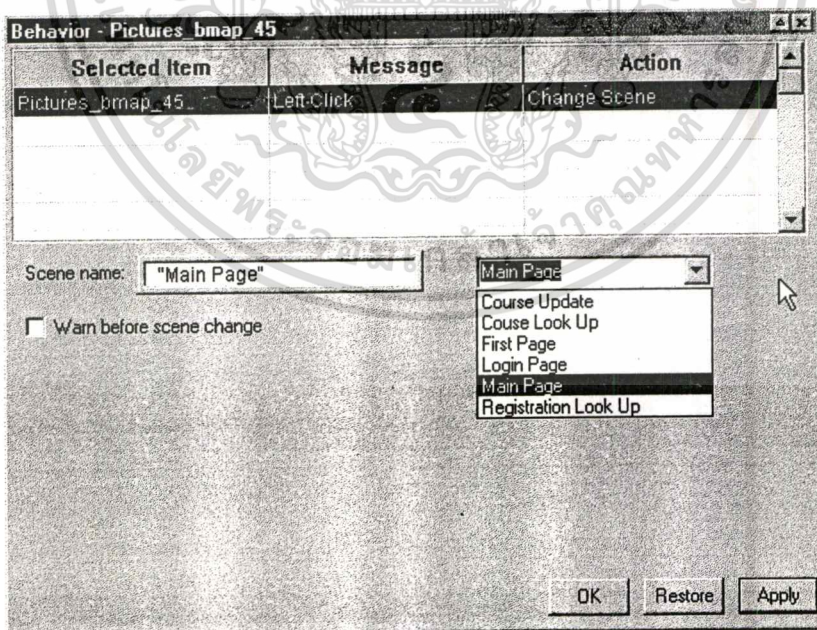 Behavior - Pictures_bmap_45
Selected Item Message Action
Pictures_bmap_45 Left-Click Change Scene
Scene name: "Main Page" Main Page
Warn before scene change
Course Update
Couse Look Up
First Page
Login Page
Main Page
Registration Look Up
OK Restore Apply